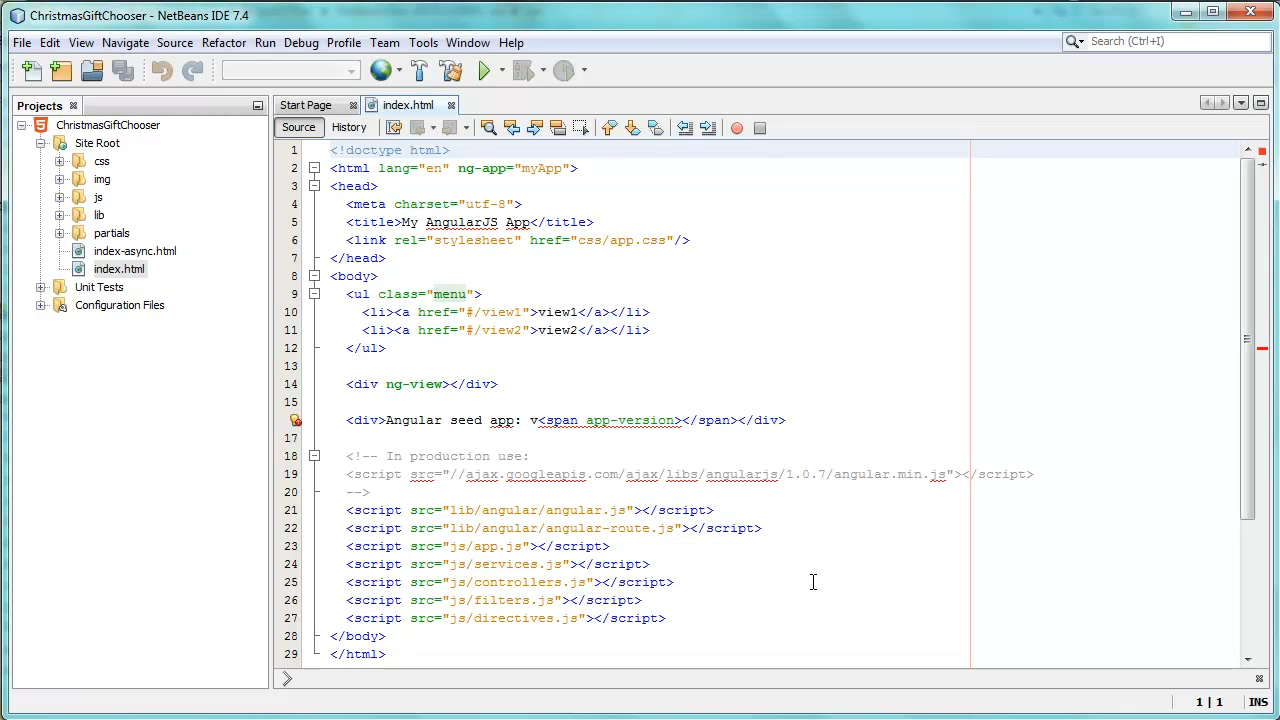 ChristmasGiftChooser - NetBeans IDE 7.4
File Edit View Navigate Source Refactor Run Debug Profile Team Tools Window Help
Search (Ctrl+I)
Projects
Start Page index.html
Source History
ChristmasGiftChooser
Site Root
css
img
js
lib
partials
index-async.html
index.html
Unit Tests
Configuration Files
1 <!doctype html>
2 <html lang="en" ng-app="myApp">
3 <head>
4 <meta charset="utf-8">
5 <title>My AngularJS App</title>
6 <link rel="stylesheet" href="css/app.css"/>
7 </head>
8 <body>
9 <ul class="menu">
10 <li><a href="#/view1">view1</a></li>
11 <li><a href="#/view2">view2</a></li>
12 </ul>
13
14 <div ng-view></div>
15
<div>Angular seed app: v<span app-version></span></div>
17
18 <!-- In production use:
19 <script src="//ajax.googleapis.com/ajax/libs/angularjs/1.0.7/angular.min.js"></script>
20 -->
21 <script src="lib/angular/angular.js"></script>
22 <script src="lib/angular/angular-route.js"></script>
23 <script src="js/app.js"></script>
24 <script src="js/services.js"></script>
25 <script src="js/controllers.js"></script>
26 <script src="js/filters.js"></script>
27 <script src="js/directives.js"></script>
28 </body>
29 </html>
1 | 1 INS